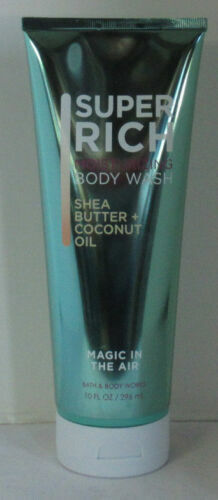 SUPER
RICH
BODY WASH
SHEA
BUTTER +
COCONUT
OIL
MAGIC IN
THE AIR
BATH & BODY WORKS
10 FL OZ / 296 mL